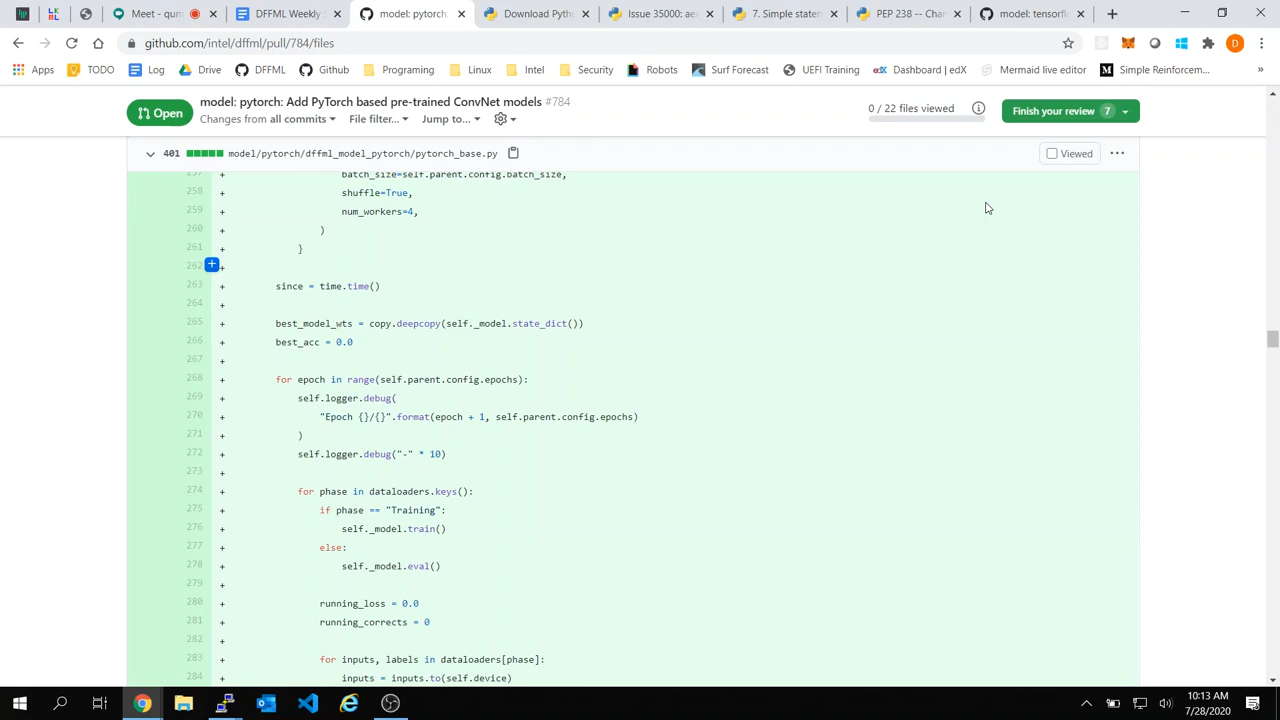 Meet - qum
DFFML Weekly S
model: pytorch:
Download Pyth
Issue 35000: aes
7. Simple staten
PEP 238 -- Chan
model: tensorfl
github.com/intel/dffml/pull/784/files
D
Apps TODO Log Drive DFFML Github Programing Linux Intel Security Robots Surf Forecast UEFI Training Dashboard | edX Mermaid live editor Simple Reinforcem... »
Open
model: pytorch: Add PyTorch based pre-trained ConvNet models #784
Changes from all commits File filter... Jump to...
0 / 22 files viewed
Finish your review 7
401 model/pytorch/dffml_model_pytorch/pytorch_base.py
Viewed
257 + batch_size=self.parent.config.batch_size,
258 + shuffle=True,
259 + num_workers=4,
260 + )
261 + }
262 +
263 + since = time.time()
264 +
265 + best_model_wts = copy.deepcopy(self._model.state_dict())
266 + best_acc = 0.0
267 +
268 + for epoch in range(self.parent.config.epochs):
269 + self.logger.debug(
270 + "Epoch {}/{}".format(epoch + 1, self.parent.config.epochs)
271 + )
272 + self.logger.debug("-" * 10)
273 +
274 + for phase in dataloaders.keys():
275 + if phase == "Training":
276 + self._model.train()
277 + else:
278 + self._model.eval()
279 +
280 + running_loss = 0.0
281 + running_corrects = 0
282 +
283 + for inputs, labels in dataloaders[phase]:
284 + inputs = inputs.to(self.device)
10:13 AM
7/28/2020